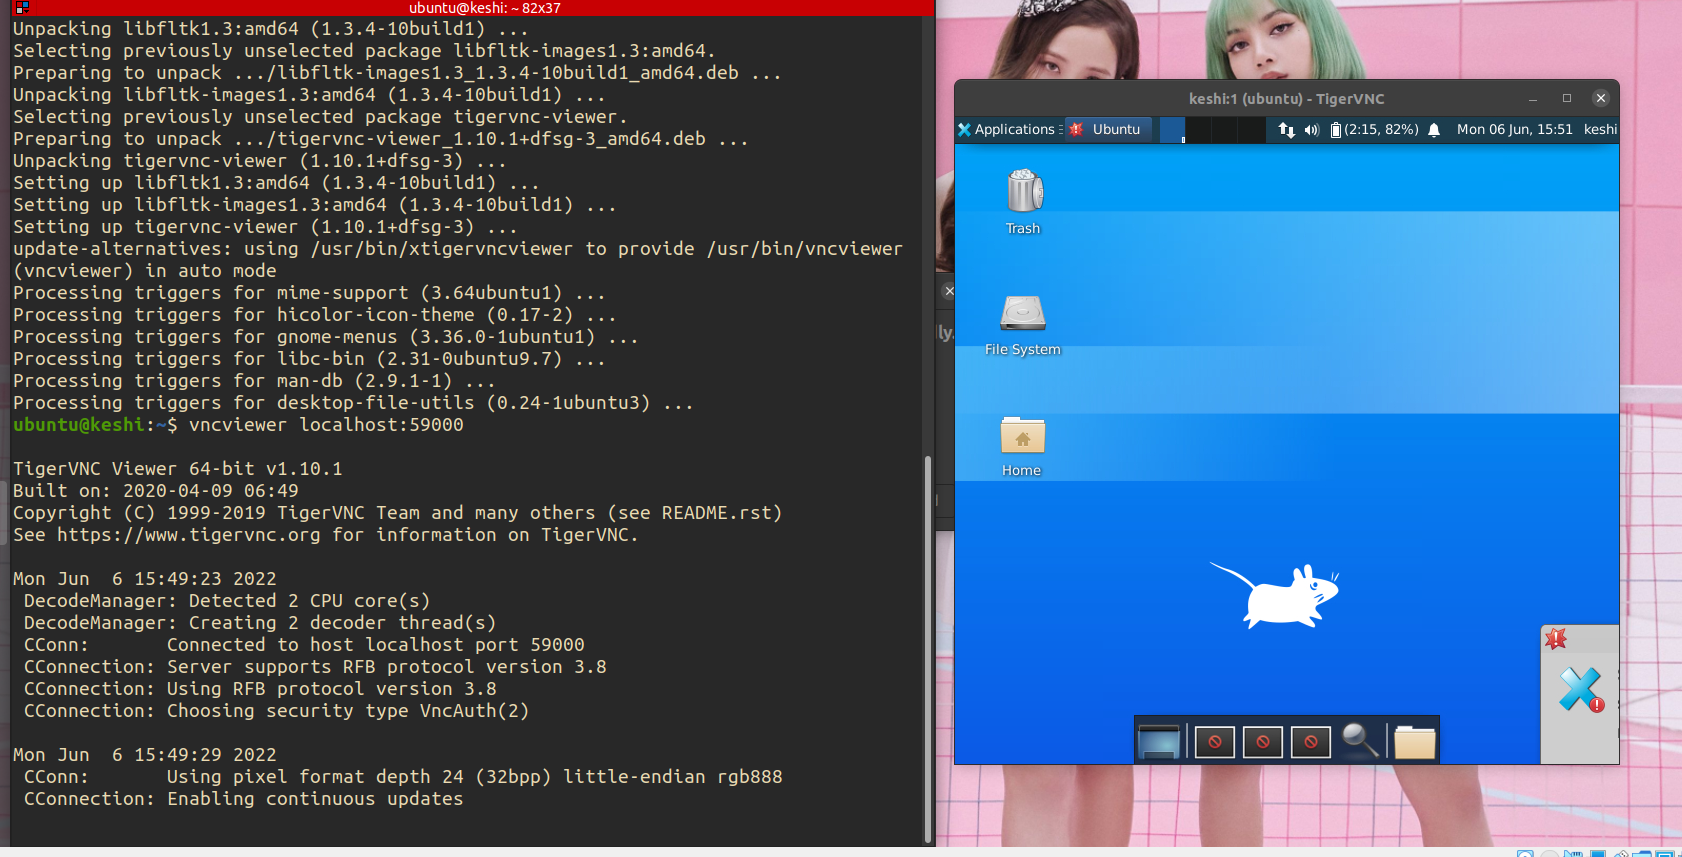 ubuntu@keshi: ~ 82x37
Unpacking libfltk1.3:amd64 (1.3.4-10build1) ...
Selecting previously unselected package libfltk-images1.3:amd64.
Preparing to unpack .../libfltk-images1.3_1.3.4-10build1_amd64.deb ...
Unpacking libfltk-images1.3:amd64 (1.3.4-10build1) ...
Selecting previously unselected package tigervnc-viewer.
Preparing to unpack .../tigervnc-viewer_1.10.1+dfsg-3_amd64.deb ...
Unpacking tigervnc-viewer (1.10.1+dfsg-3) ...
Setting up libfltk1.3:amd64 (1.3.4-10build1) ...
Setting up libfltk-images1.3:amd64 (1.3.4-10build1) ...
Setting up tigervnc-viewer (1.10.1+dfsg-3) ...
update-alternatives: using /usr/bin/xtigervncviewer to provide /usr/bin/vncviewer
(vncviewer) in auto mode
Processing triggers for mime-support (3.64ubuntu1) ...
Processing triggers for hicolor-icon-theme (0.17-2) ...
Processing triggers for gnome-menus (3.36.0-1ubuntu1) ...
Processing triggers for libc-bin (2.31-0ubuntu9.7) ...
Processing triggers for man-db (2.9.1-1) ...
Processing triggers for desktop-file-utils (0.24-1ubuntu3) ...
ubuntu@keshi:~$ vncviewer localhost:59000
TigerVNC Viewer 64-bit v1.10.1
Built on: 2020-04-09 06:49
Copyright (C) 1999-2019 TigerVNC Team and many others (see README.rst)
See https://www.tigervnc.org for information on TigerVNC.
Mon Jun  6 15:49:23 2022
DecodeManager: Detected 2 CPU core(s)
DecodeManager: Creating 2 decoder thread(s)
CConn:       Connected to host localhost port 59000
CConnection: Server supports RFB protocol version 3.8
CConnection: Using RFB protocol version 3.8
CConnection: Choosing security type VncAuth(2)
Mon Jun  6 15:49:29 2022
CConn:       Using pixel format depth 24 (32bpp) little-endian rgb888
CConnection: Enabling continuous updates
lly.
keshi:1 (ubuntu) - TigerVNC
Applications Ubuntu (2:15, 82%) Mon 06 Jun, 15:51 keshi
Trash
File System
Home